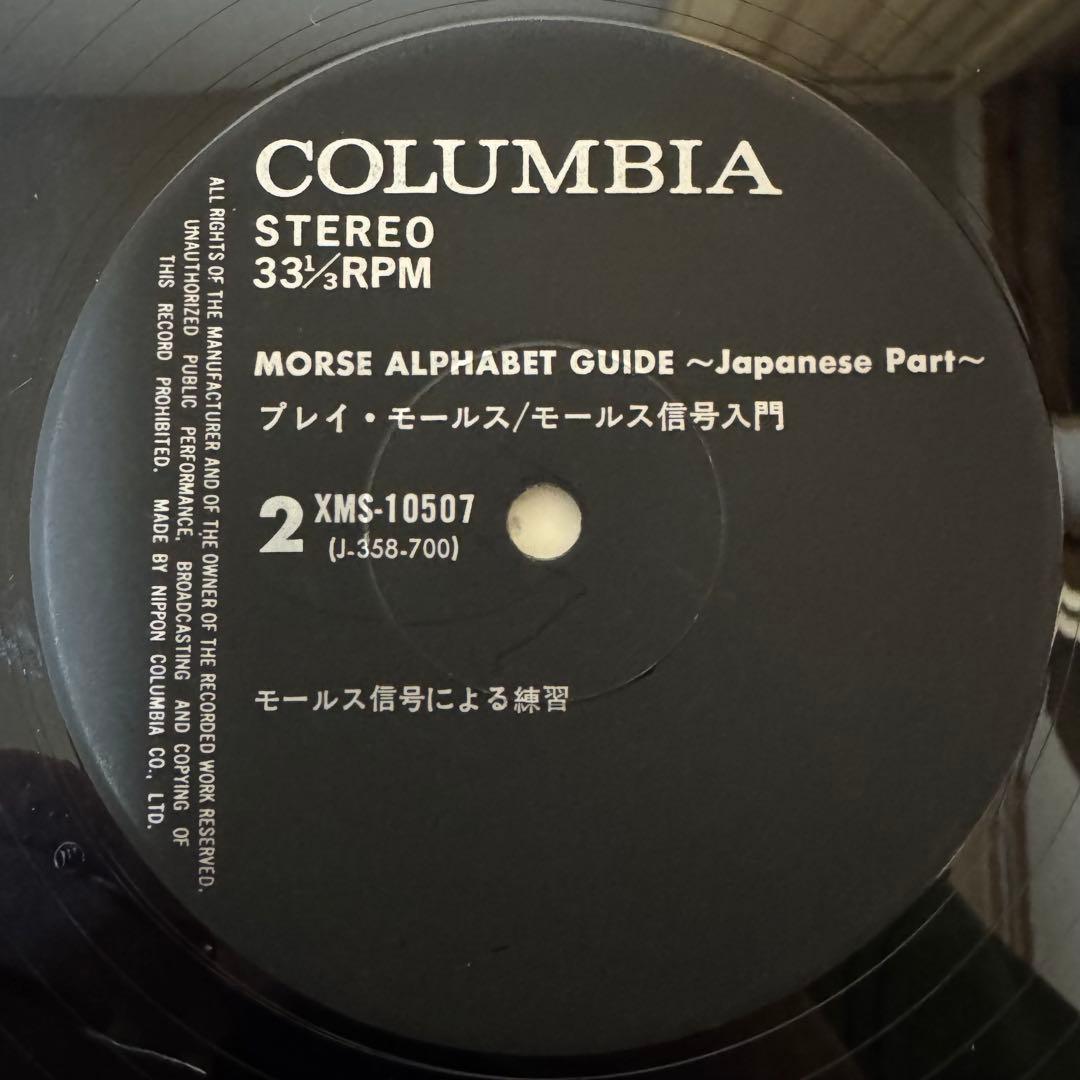 COLUMBIA
STEREO
33⅓RPM
MORSE ALPHABET GUIDE ~Japanese Part~
プレイ・モールス/モールス信号入門
2 XMS-10507
(J-358-700)
モールス信号による練習
ALL RIGHTS OF THE MANUFACTURER AND OF THE OWNER OF THE RECORDED WORK RESERVED.
UNAUTHORIZED PUBLIC PERFORMANCE, BROADCASTING AND COPYING OF
THIS RECORD PROHIBITED. MADE BY NIPPON COLUMBIA CO., LTD.